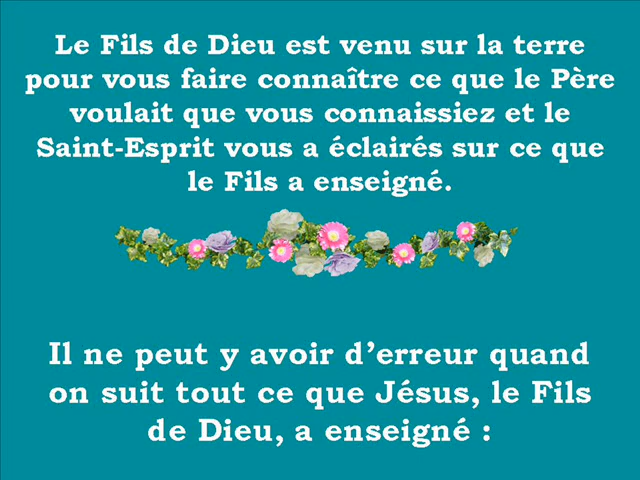 Le Fils de Dieu est venu sur la terre
pour vous faire connaître ce que le Père
voulait que vous connaissiez et le
Saint-Esprit vous a éclairés sur ce que
le Fils a enseigné.
Il ne peut y avoir d’erreur quand
on suit tout ce que Jésus, le Fils
de Dieu, a enseigné :